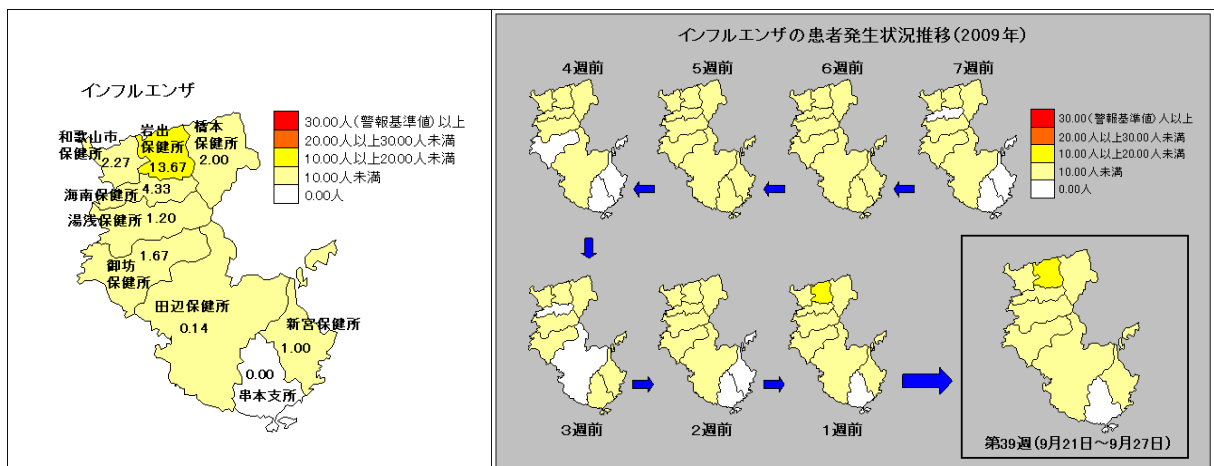 インフルエンザ
30.00人(警報基準値)以上
20.00人以上30.00人未満
10.00人以上20.00人未満
10.00人未満
0.00人
和歌山市
保健所
2.27
岩出
保健所
13.67
橋本
保健所
2.00
海南保健所
4.33
湯浅保健所
1.20
御坊
保健所
1.67
田辺保健所
0.14
新宮保健所
1.00
0.00
串本支所
インフルエンザの患者発生状況推移(2009年)
4週前
5週前
6週前
7週前
30.00(警報基準値)人以上
20.00人以上30.00人未満
10.00人以上20.00人未満
10.00人未満
0.00人
3週前
2週前
1週前
第39週(9月21日～9月27日)